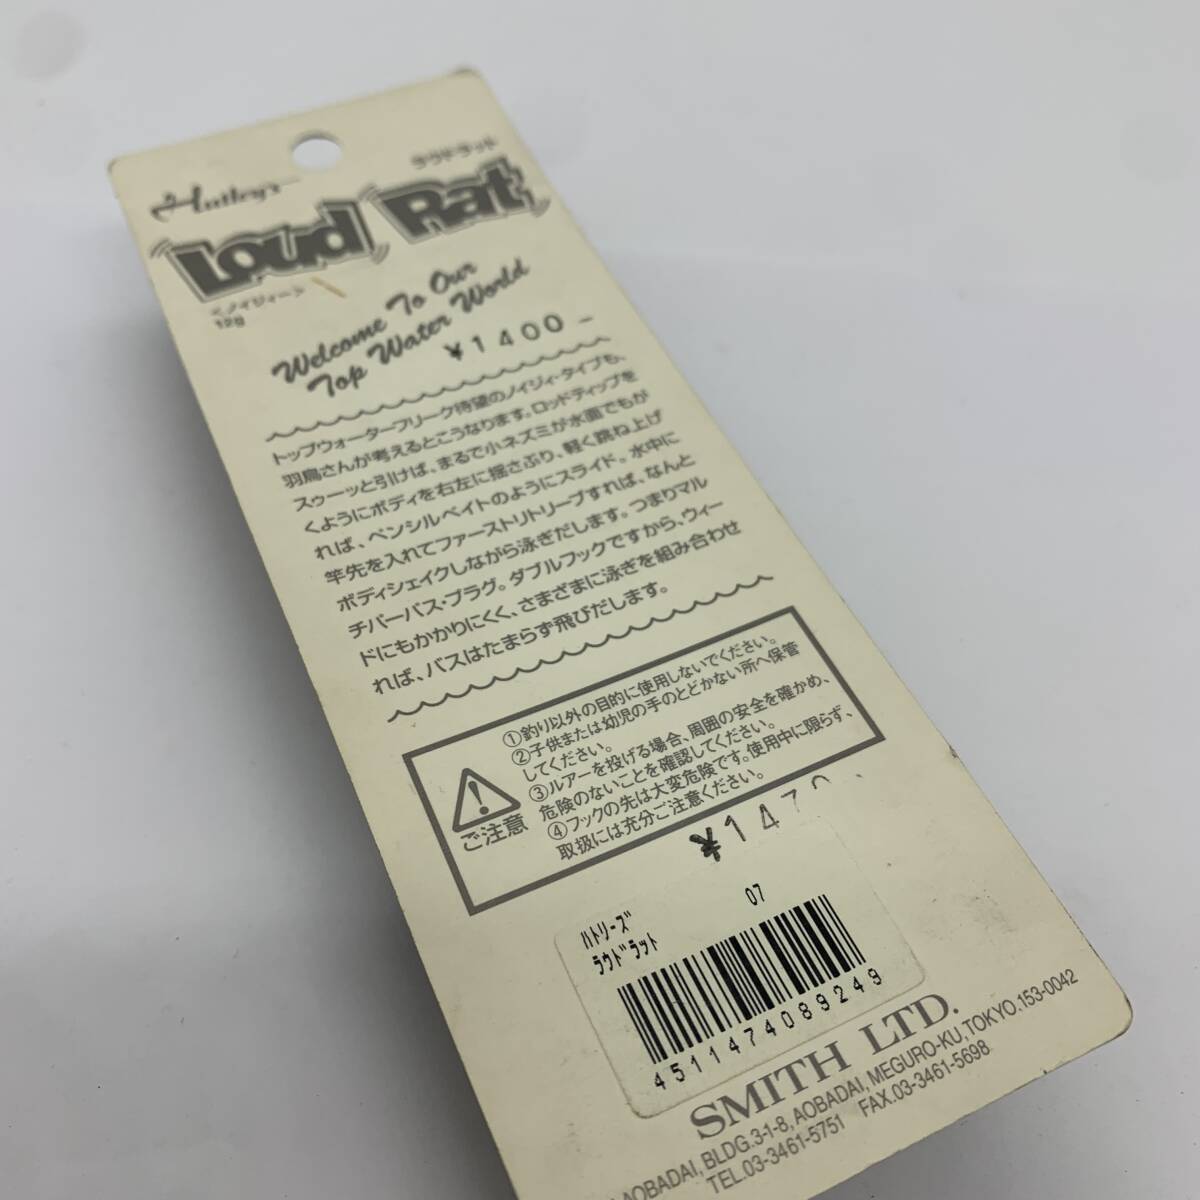 ラウドラット
Hatley's
Loud Rat
<ノイジィー>
12g
Welcome To Our
Top Water World
¥1400-
トップウォーターフリーク待望のノイジィ・タイプも、
羽鳥さんが考えるとこうなります。ロッドティップを
スゥーッと引けば、まるで小ネズミが水面でもが
くようにボディを右左に揺さぶり、軽く跳ね上げ
れば、ペンシルベイトのようにスライド。水中に
竿先を入れてファーストリトリーブすれば、なんと
ボディシェイクしながら泳ぎだします。つまりマル
チパーパス・プラグ。ダブルフックですから、ウィー
ドにもかかりにくく、さまざまに泳ぎを組み合わせ
れば、バスはたまらず飛びだします。
ご注意
①釣り以外の目的に使用しないでください。
②子供または幼児の手のとどかない所へ保管
してください。
③ルアーを投げる場合、周囲の安全を確かめ、
危険のないことを確認してください。
④フックの先は大変危険です。使用中に限らず、
取扱には充分ご注意ください。
¥147
ﾊﾄﾘｰｽﾞ 07
ﾗｳﾄﾞﾗｯﾄ
4511474089249
SMITH LTD.
AOBADAI, BLDG.3-1-8, AOBADAI, MEGURO-KU, TOKYO.153-0042
TEL.03-3461-5751 FAX.03-3461-5698